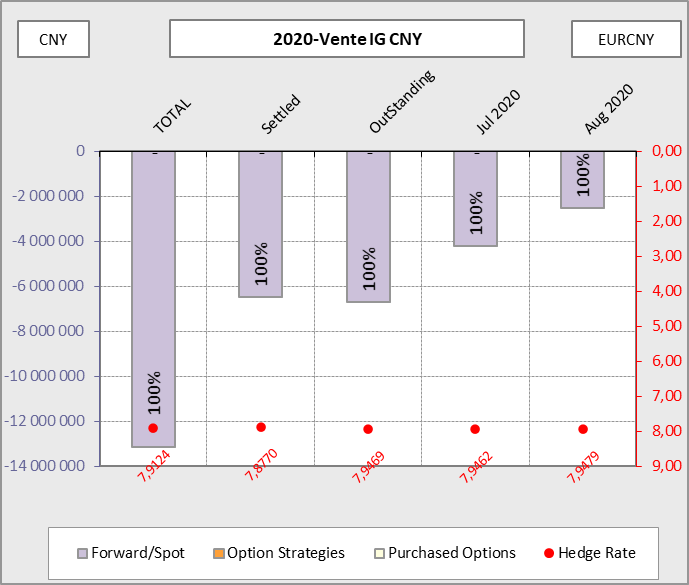 CNY
2020-Vente IG CNY
EURCNY
TOTAL
Settled
OutStanding
Jul 2020
Aug 2020
0
-2 000 000
-4 000 000
-6 000 000
-8 000 000
-10 000 000
-12 000 000
-14 000 000
100%
100%
100%
100%
100%
0,00
1,00
2,00
3,00
4,00
5,00
6,00
7,00
8,00
9,00
7,9124
7,8770
7,9469
7,9462
7,9479
Forward/Spot
Option Strategies
Purchased Options
Hedge Rate